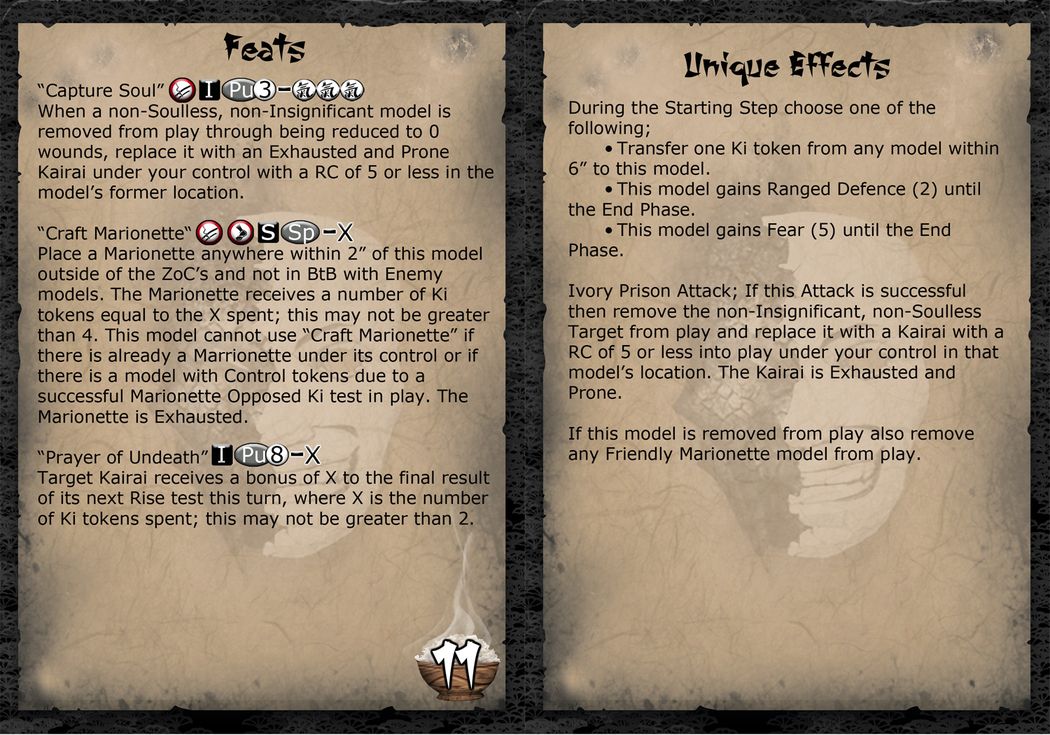 Feats
“Capture Soul” I Pu3-氣氣氣
When a non-Soulless, non-Insignificant model is
removed from play through being reduced to 0
wounds, replace it with an Exhausted and Prone
Kairai under your control with a RC of 5 or less in the
model’s former location.
“Craft Marionette“ S Sp-X
Place a Marionette anywhere within 2” of this model
outside of the ZoC’s and not in BtB with Enemy
models. The Marionette receives a number of Ki
tokens equal to the X spent; this may not be greater
than 4. This model cannot use “Craft Marionette” if
there is already a Marrionette under its control or if
there is a model with Control tokens due to a
successful Marionette Opposed Ki test in play. The
Marionette is Exhausted.
“Prayer of Undeath” I Pu8-X
Target Kairai receives a bonus of X to the final result
of its next Rise test this turn, where X is the number
of Ki tokens spent; this may not be greater than 2.
11
Unique Effects
During the Starting Step choose one of the
following;
• Transfer one Ki token from any model within
6” to this model.
• This model gains Ranged Defence (2) until
the End Phase.
• This model gains Fear (5) until the End
Phase.
Ivory Prison Attack; If this Attack is successful
then remove the non-Insignificant, non-Soulless
Target from play and replace it with a Kairai with a
RC of 5 or less into play under your control in that
model’s location. The Kairai is Exhausted and
Prone.
If this model is removed from play also remove
any Friendly Marionette model from play.